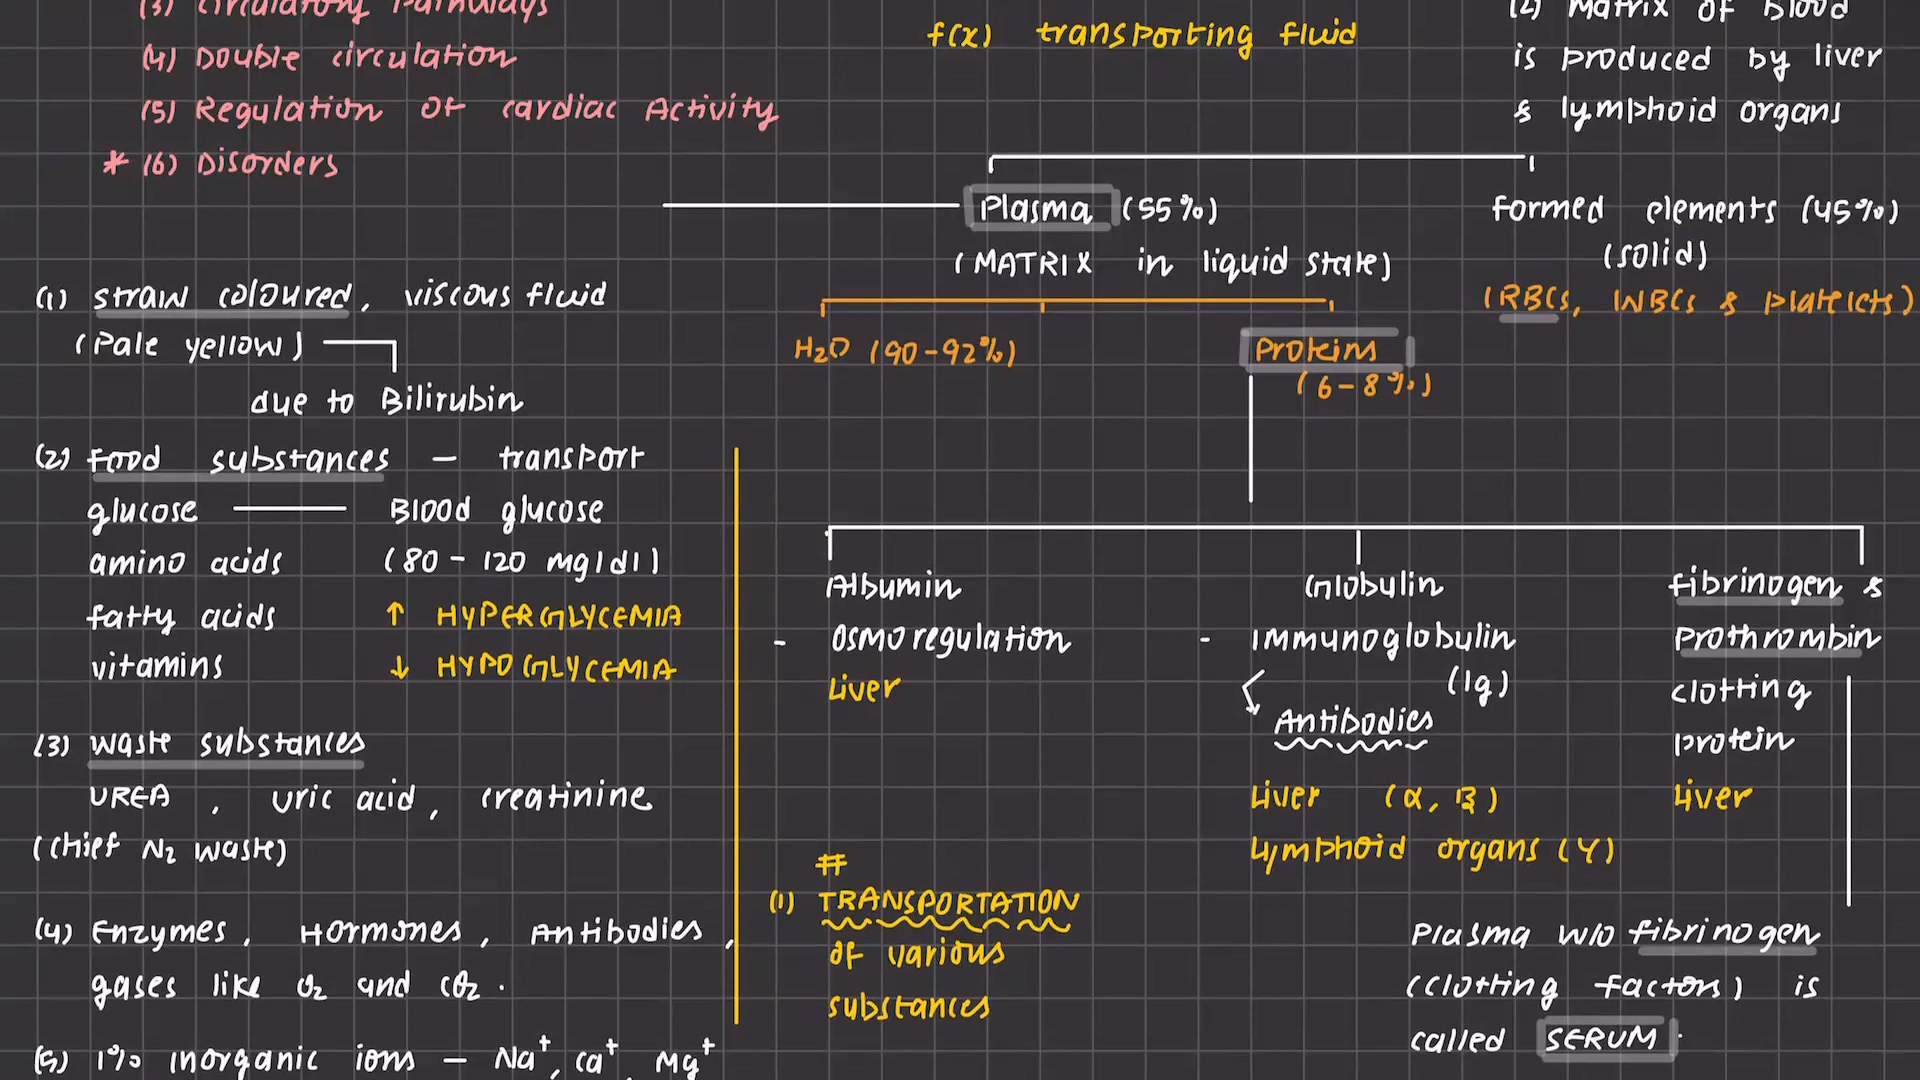 (3) Circulatory Pathways
(4) Double circulation
(5) Regulation of cardiac Activity
* (6) Disorders
f(x) transporting fluid
(2) Matrix of Blood
is produced by liver
& lymphoid organs
Plasma (55%)
(MATRIX in liquid state)
formed elements (45%)
(solid)
(RBCs, WBCs & platelets)
H2O (90-92%)
Proteins
(6-8%)
(1) straw coloured, viscous fluid
(Pale yellow)
due to Bilirubin
(2) food substances - transport
glucose — Blood glucose
amino acids (80-120 mg/dl)
fatty acids ↑ HYPERGLYCEMIA
vitamins ↓ HYPOGLYCEMIA
(3) waste substances
UREA, uric acid, creatinine
(chief N2 waste)
(4) Enzymes, Hormones, Antibodies,
gases like O2 and CO2.
(5) 1% inorganic ions - Na+, Ca+, Mg+
Albumin
- Osmoregulation
Liver
#
(1) TRANSPORTATION
of various
substances
Globulin
- Immunoglobulin
(Ig)
Antibodies
Liver (α, β)
Lymphoid organs (γ)
fibrinogen &
Prothrombin
clotting
protein
Liver
Plasma w/o fibrinogen
(clotting factors) is
called SERUM.